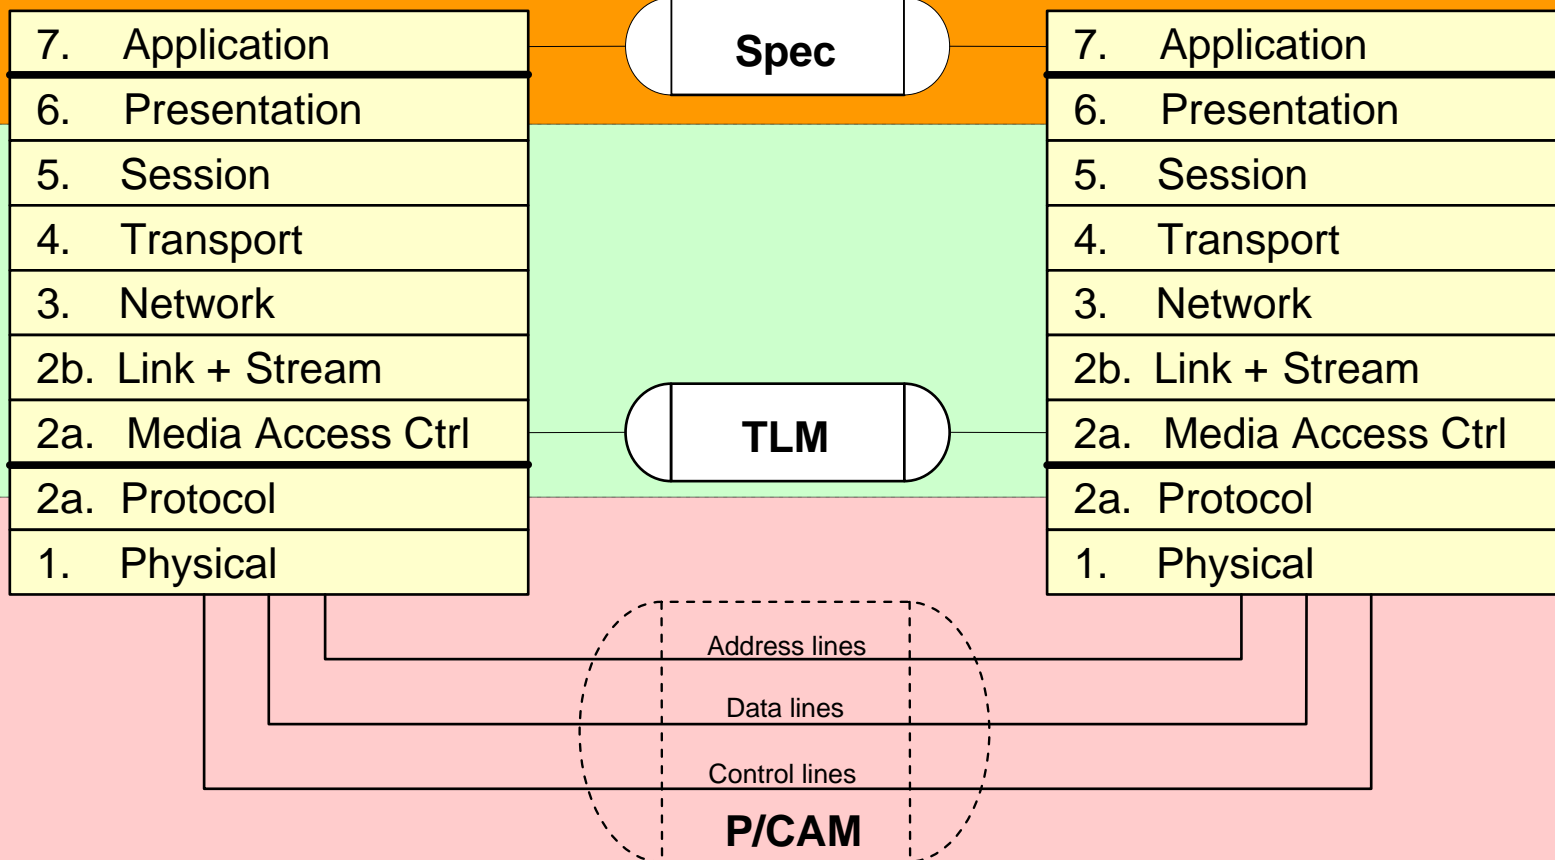 7. Application
6. Presentation
5. Session
4. Transport
3. Network
2b. Link + Stream
2a. Media Access Ctrl
2a. Protocol
1. Physical
Spec
TLM
7. Application
6. Presentation
5. Session
4. Transport
3. Network
2b. Link + Stream
2a. Media Access Ctrl
2a. Protocol
1. Physical
Address lines
Data lines
Control lines
P/CAM